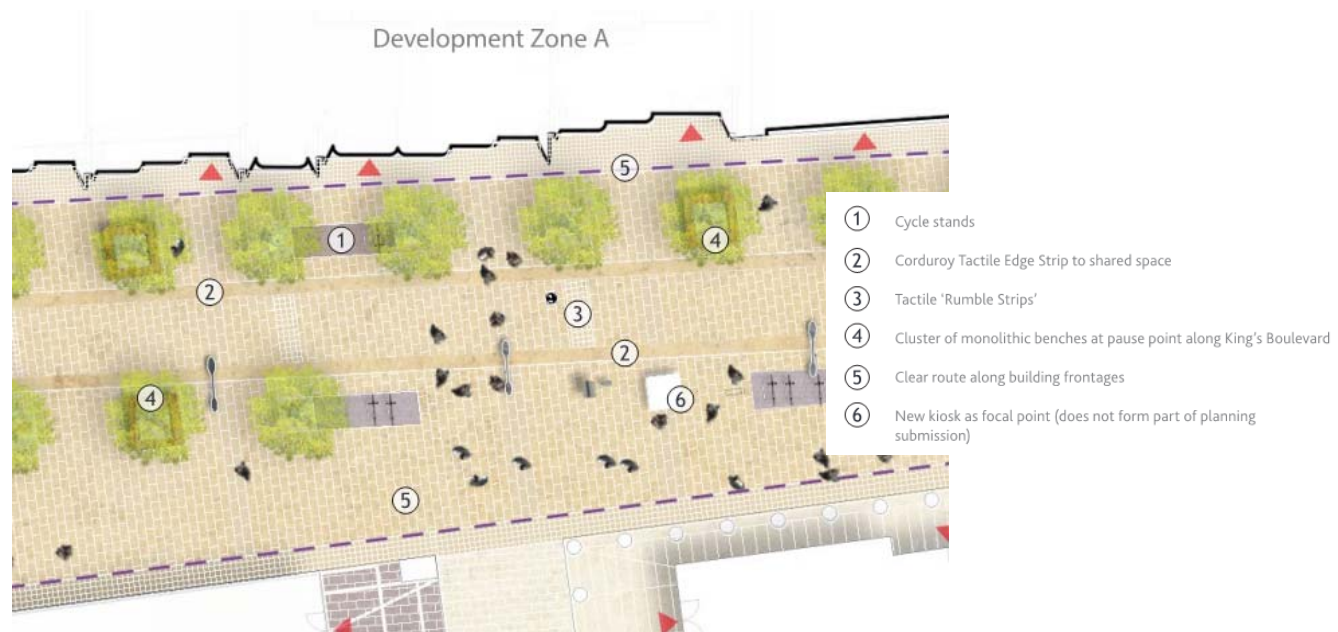 Development Zone A
5
1
4
2
3
2
4
6
5
1 Cycle stands
2 Corduroy Tactile Edge Strip to shared space
3 Tactile 'Rumble Strips'
4 Cluster of monolithic benches at pause point along King's Boulevard
5 Clear route along building frontages
6 New kiosk as focal point (does not form part of planning
submission)